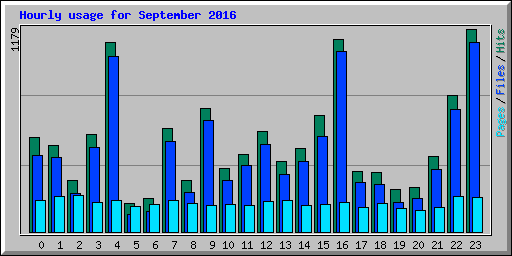 Hourly usage for September 2016
1179
Pages/Files/Hits
0 1 2 3 4 5 6 7 8 9 10 11 12 13 14 15 16 17 18 19 20 21 22 23